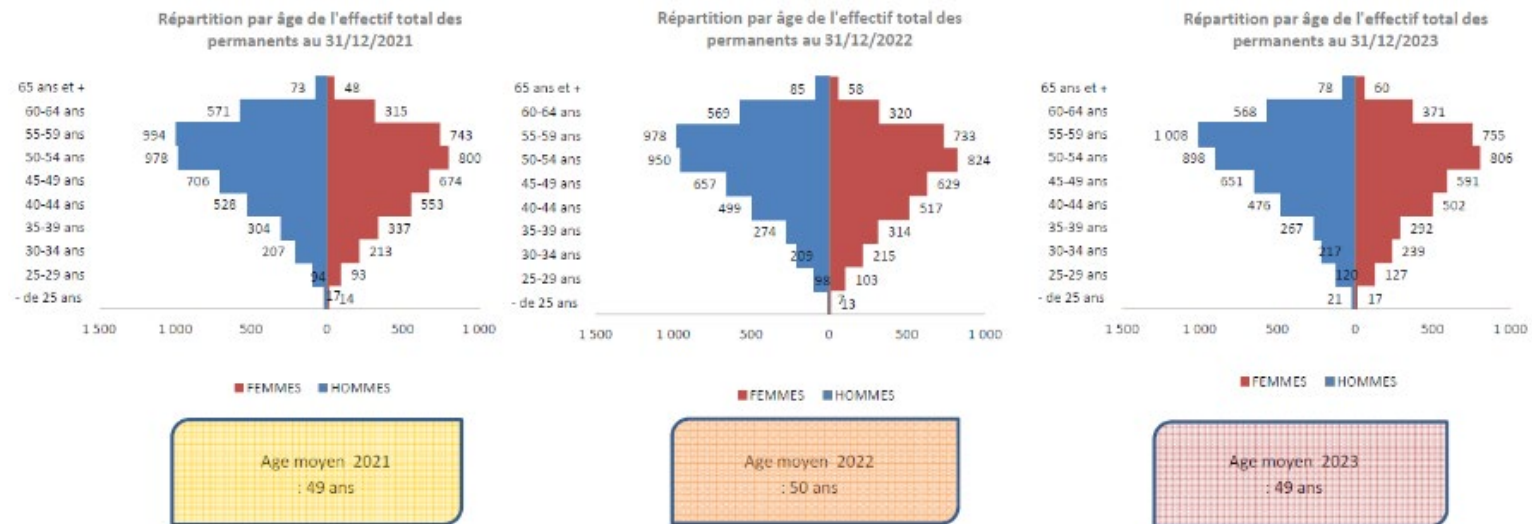 Répartition par âge de l'effectif total des
permanents au 31/12/2021
65 ans et + 73 48
60-64 ans 571 315
55-59 ans 994 743
50-54 ans 978 800
45-49 ans 706 674
40-44 ans 528 553
35-39 ans 304 337
30-34 ans 207 213
25-29 ans 94 93
- de 25 ans 17 14
1 500 1 000 500 0 500 1 000
FEMMES HOMMES
Age moyen 2021
: 49 ans
Répartition par âge de l'effectif total des
permanents au 31/12/2022
65 ans et + 85 58
60-64 ans 569 320
55-59 ans 978 733
50-54 ans 950 824
45-49 ans 657 629
40-44 ans 499 517
35-39 ans 274 314
30-34 ans 209 215
25-29 ans 98 103
- de 25 ans 7 13
1 500 1 000 500 0 500 1 000
FEMMES HOMMES
Age moyen 2022
: 50 ans
Répartition par âge de l'effectif total des
permanents au 31/12/2023
65 ans et + 78 60
60-64 ans 568 371
55-59 ans 1 008 755
50-54 ans 898 806
45-49 ans 651 591
40-44 ans 476 502
35-39 ans 267 292
30-34 ans 217 239
25-29 ans 120 127
- de 25 ans 21 17
1 500 1 000 500 0 500 1 000
FEMMES HOMMES
Age moyen 2023
: 49 ans